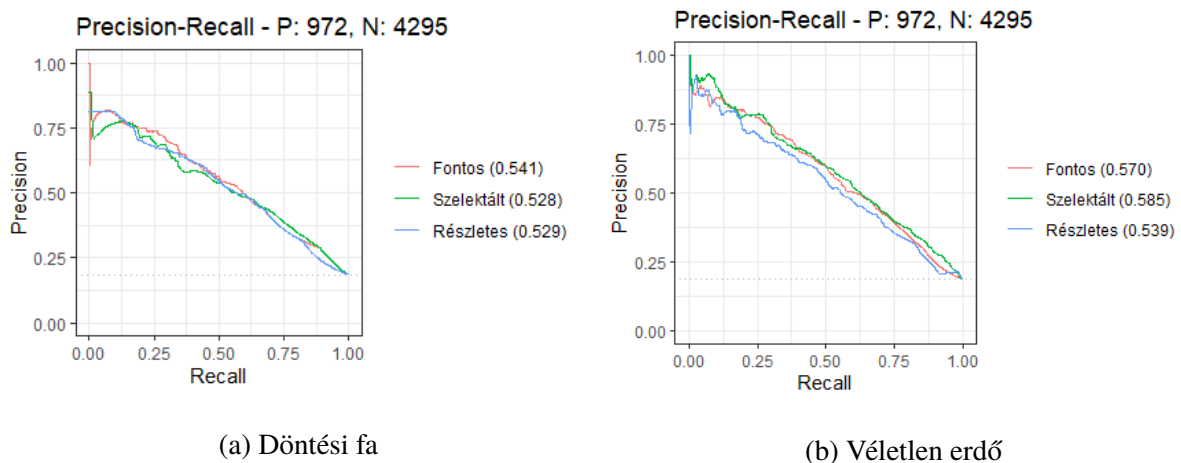 Precision-Recall - P: 972, N: 4295
1.00
0.75
0.50
0.25
0.00
Precision
0.00 0.25 0.50 0.75 1.00
Recall
Fontos (0.541)
Szelektált (0.528)
Részletes (0.529)
(a) Döntési fa
Precision-Recall - P: 972, N: 4295
1.00
0.75
0.50
0.25
0.00
Precision
0.00 0.25 0.50 0.75 1.00
Recall
Fontos (0.570)
Szelektált (0.585)
Részletes (0.539)
(b) Véletlen erdő